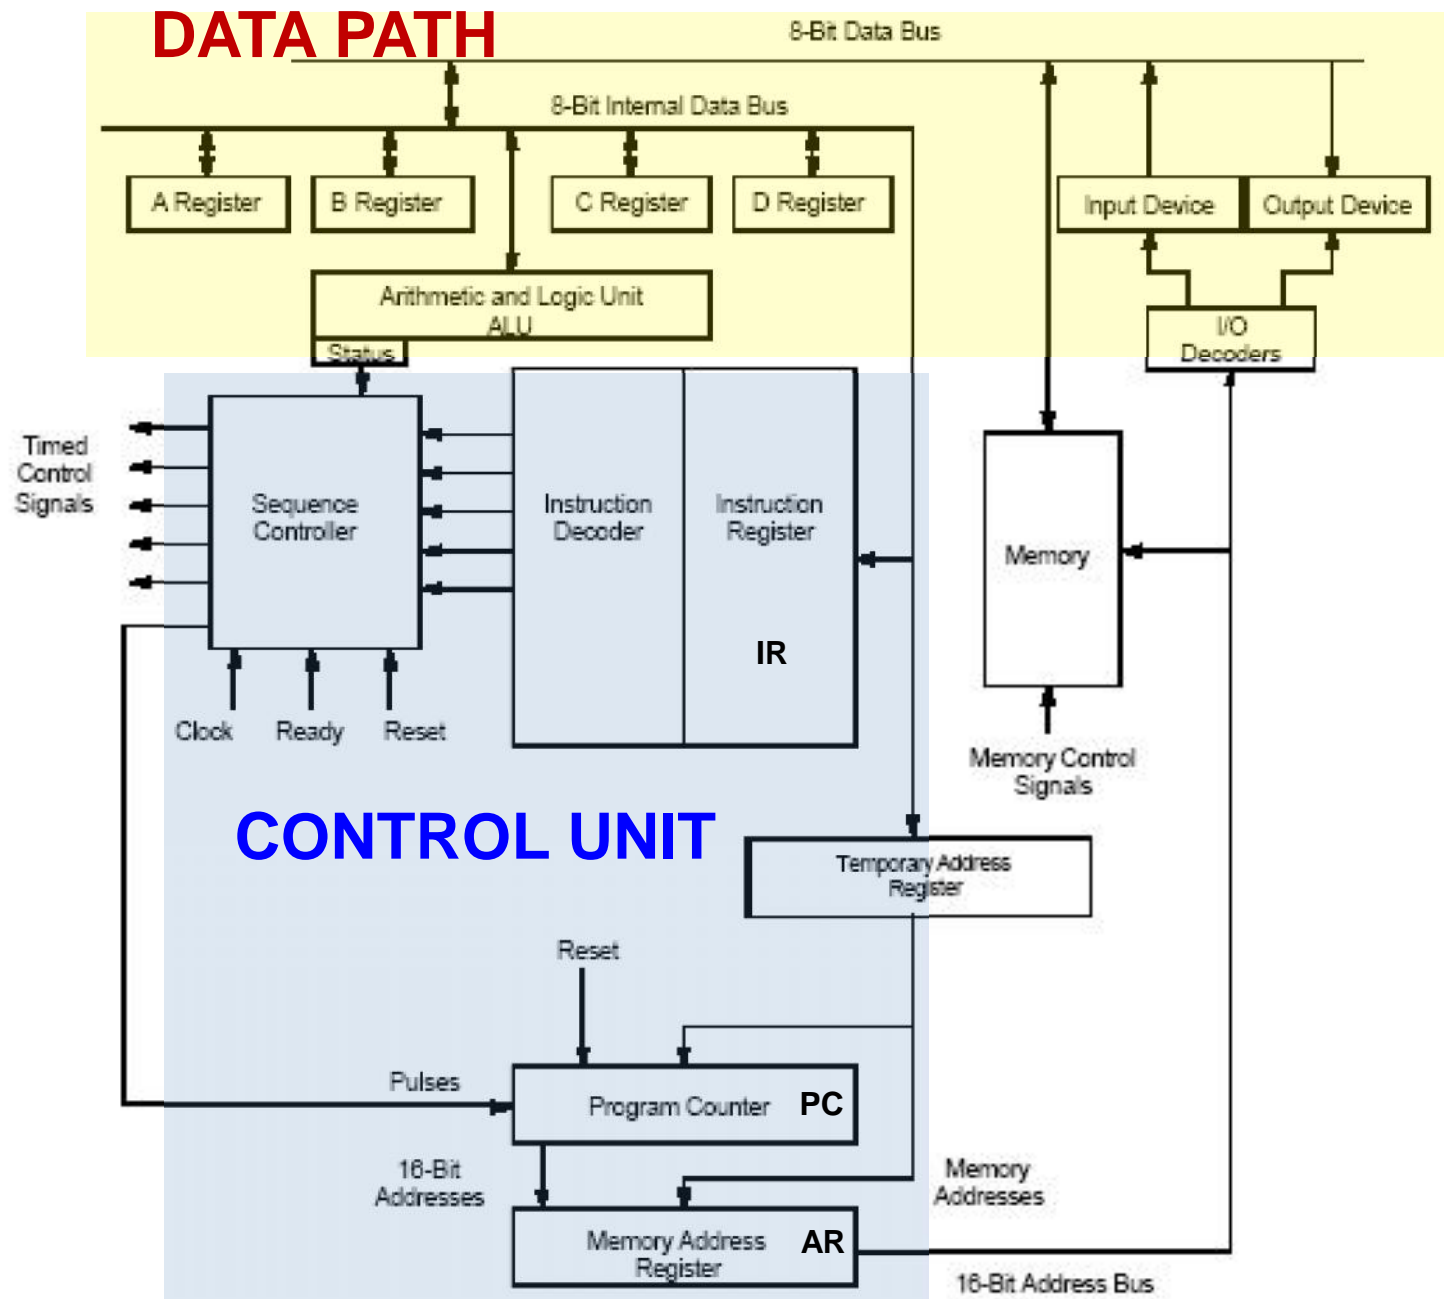 DATA PATH
8-Bit Data Bus
8-Bit Internal Data Bus
A Register
B Register
C Register
D Register
Input Device
Output Device
Arithmetic and Logic Unit
ALU
Status
I/O
Decoders
Timed
Control
Signals
Sequence
Controller
Instruction
Decoder
Instruction
Register
IR
Memory
Clock
Ready
Reset
Memory Control
Signals
CONTROL UNIT
Temporary Address
Register
Reset
Pulses
Program Counter
PC
16-Bit
Addresses
Memory
Addresses
Memory Address
Register
AR
16-Bit Address Bus